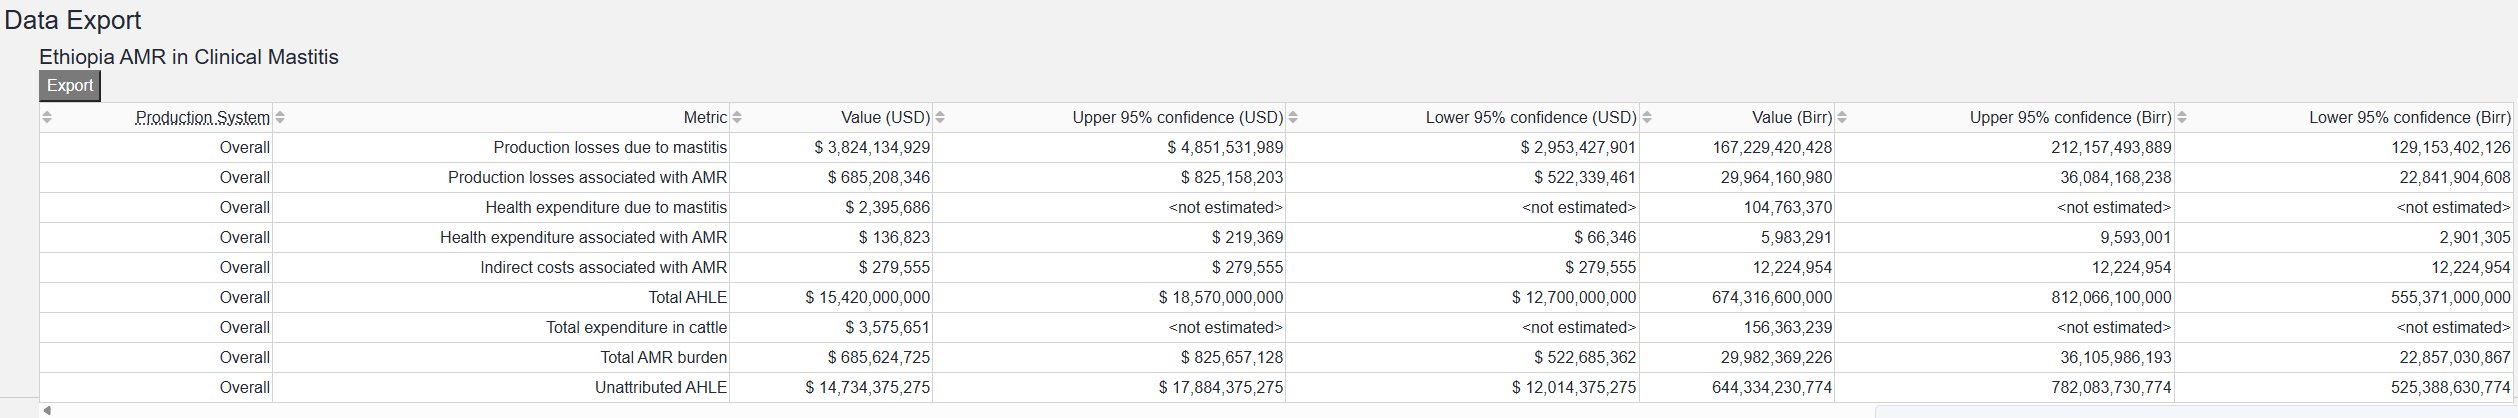 Data Export
Ethiopia AMR in Clinical Mastitis
Export
Production System Metric Value (USD) Upper 95% confidence (USD) Lower 95% confidence (USD) Value (Birr) Upper 95% confidence (Birr) Lower 95% confidence (Birr)
Overall Production losses due to mastitis $ 3,824,134,929 $ 4,851,531,989 $ 2,953,427,901 167,229,420,428 212,157,493,889 129,153,402,126
Overall Production losses associated with AMR $ 685,208,346 $ 825,158,203 $ 522,339,461 29,964,160,980 36,084,168,238 22,841,904,608
Overall Health expenditure due to mastitis $ 2,395,686 <not estimated> <not estimated> 104,763,370 <not estimated> <not estimated>
Overall Health expenditure associated with AMR $ 136,823 $ 219,369 $ 66,346 5,983,291 9,593,001 2,901,305
Overall Indirect costs associated with AMR $ 279,555 $ 279,555 $ 279,555 12,224,954 12,224,954 12,224,954
Overall Total AHLE $ 15,420,000,000 $ 18,570,000,000 $ 12,700,000,000 674,316,600,000 812,066,100,000 555,371,000,000
Overall Total expenditure in cattle $ 3,575,651 <not estimated> <not estimated> 156,363,239 <not estimated> <not estimated>
Overall Total AMR burden $ 685,624,725 $ 825,657,128 $ 522,685,362 29,982,369,226 36,105,986,193 22,857,030,867
Overall Unattributed AHLE $ 14,734,375,275 $ 17,884,375,275 $ 12,014,375,275 644,334,230,774 782,083,730,774 525,388,630,774